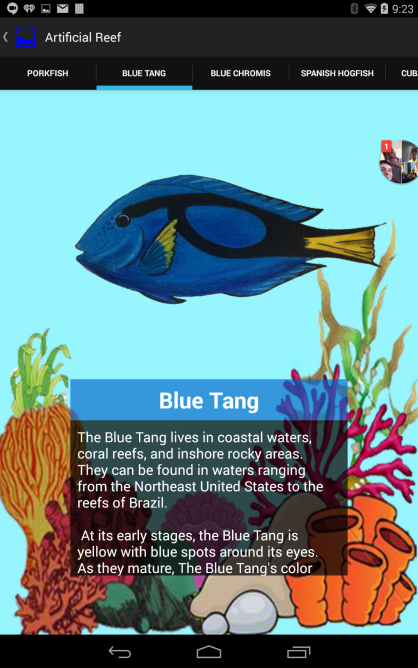 9:23
Artificial Reef
PORKFISH
BLUE TANG
BLUE CHROMIS
SPANISH HOGFISH
CUB
1
Blue Tang
The Blue Tang lives in coastal waters,
coral reefs, and inshore rocky areas.
They can be found in waters ranging
from the Northeast United States to the
reefs of Brazil.
At its early stages, the Blue Tang is
yellow with blue spots around its eyes.
As they mature, The Blue Tang's color